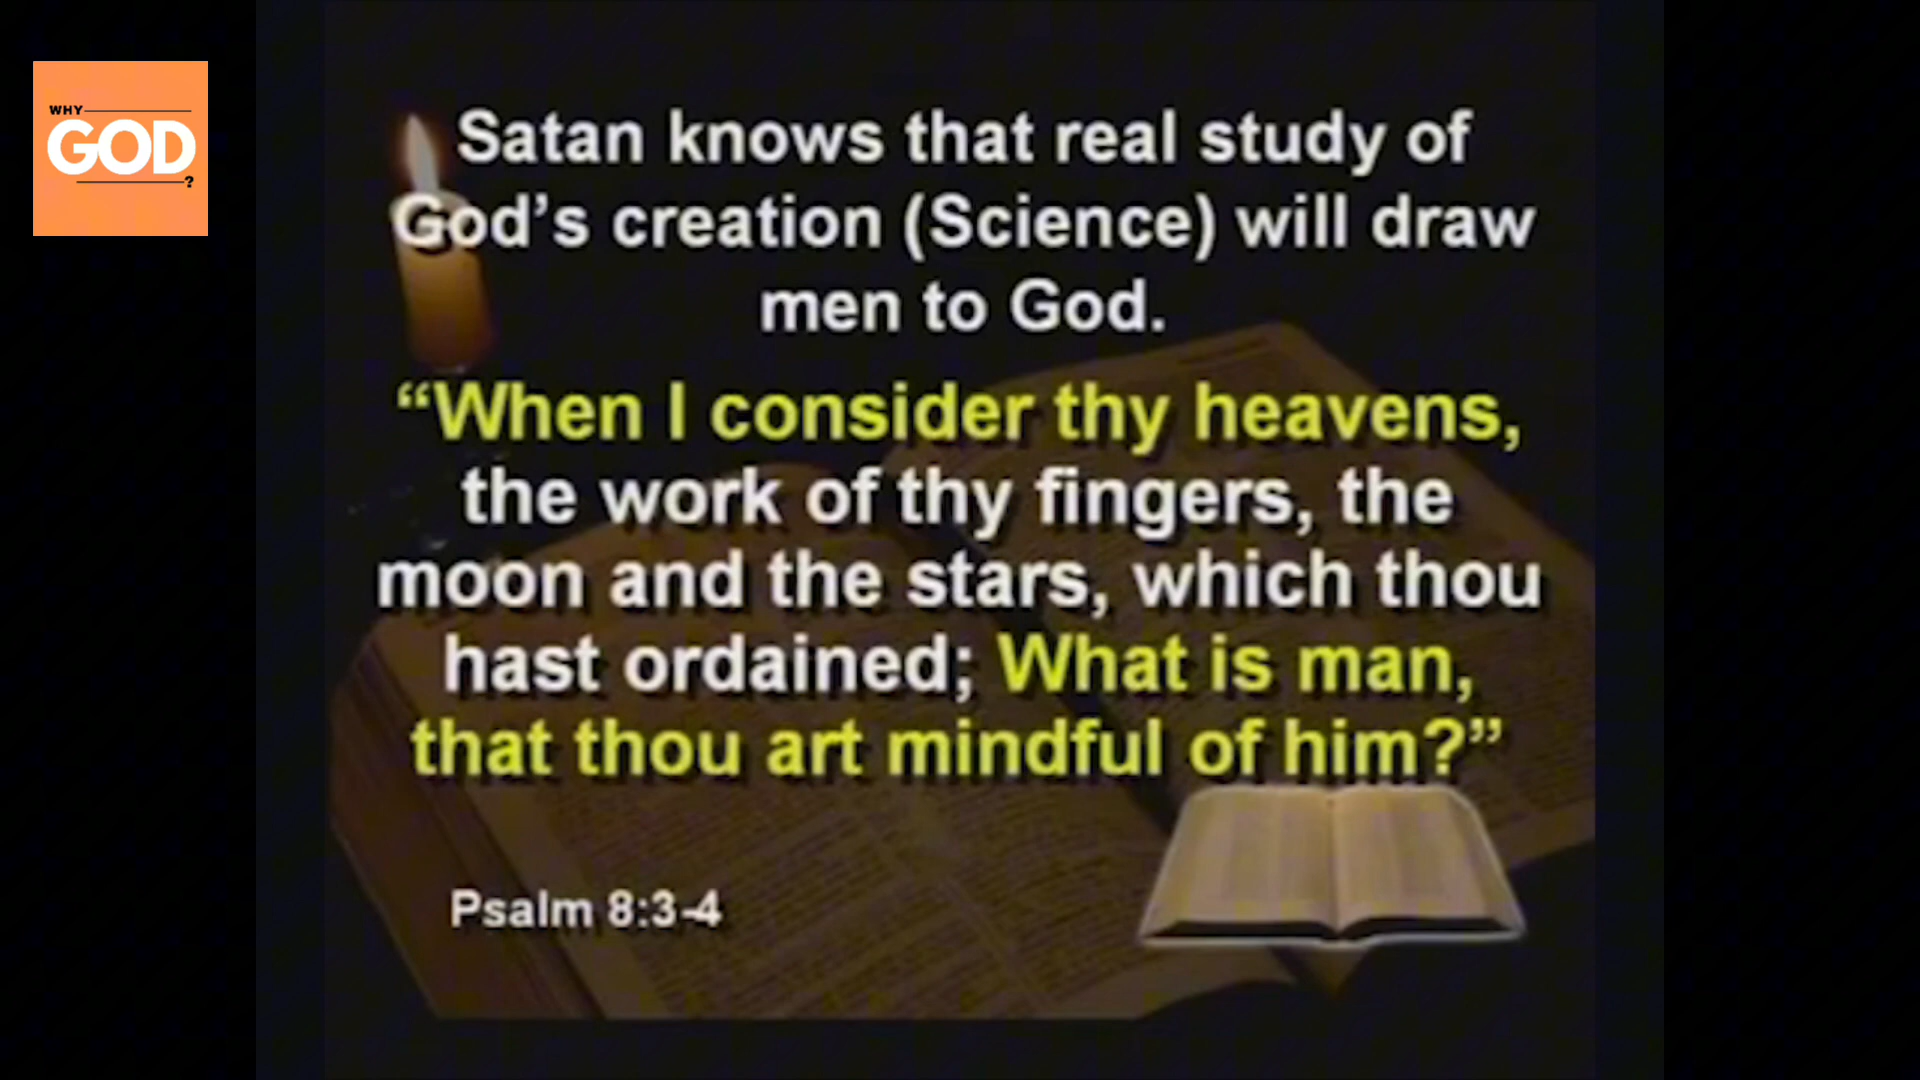 WHY
GOD
?
Satan knows that real study of
God's creation (Science) will draw
men to God.
“When I consider thy heavens,
the work of thy fingers, the
moon and the stars, which thou
hast ordained; What is man,
that thou art mindful of him?”
Psalm 8:3-4